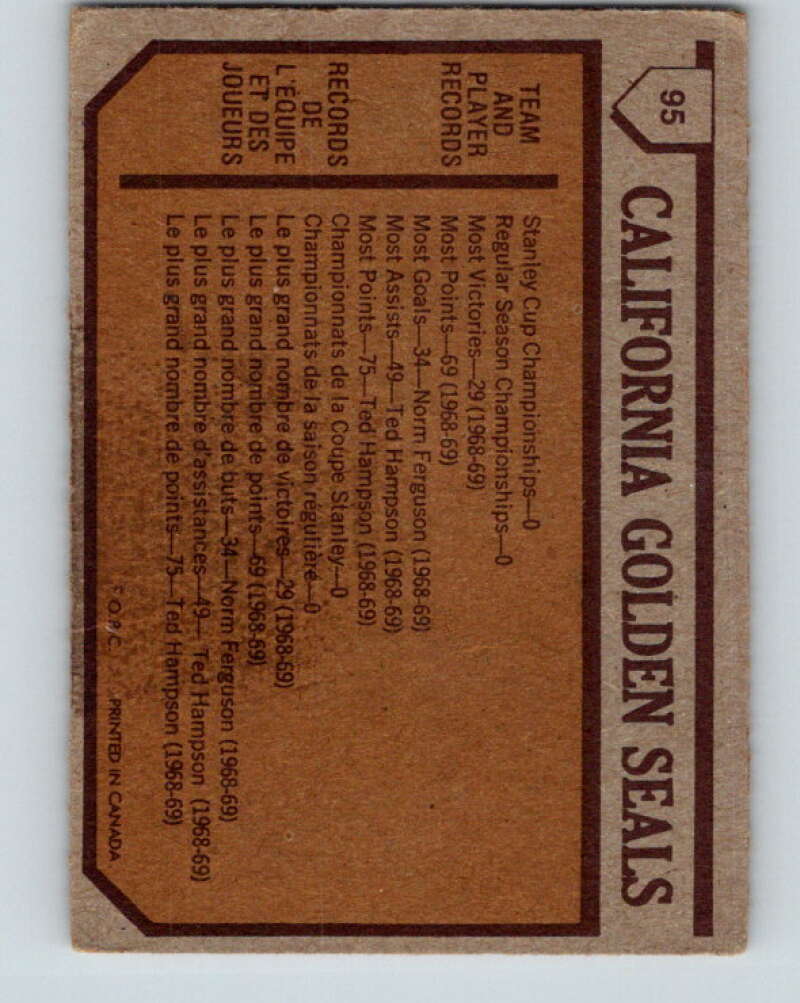 95
CALIFORNIA GOLDEN SEALS
TEAM
AND
PLAYER
RECORDS
Stanley Cup Championships—0
Regular Season Championships—0
Most Victories—29 (1968-69)
Most Points—69 (1968-69)
Most Goals—34—Norm Ferguson (1968-69)
Most Assists—49—Ted Hampson (1968-69)
Most Points—75—Ted Hampson (1968-69)
RECORDS
DE
L'ÉQUIPE
ET DES
JOUEURS
Championnats de la Coupe Stanley—0
Championnats de la saison régulière—0
Le plus grand nombre de victoires—29 (1968-69)
Le plus grand nombre de points—69 (1968-69)
Le plus grand nombre de buts—34—Norm Ferguson (1968-69)
Le plus grand nombre d'assistances—49— Ted Hampson (1968-69)
Le plus grand nombre de points—75—Ted Hampson (1968-69)
O.P.C. PRINTED IN CANADA